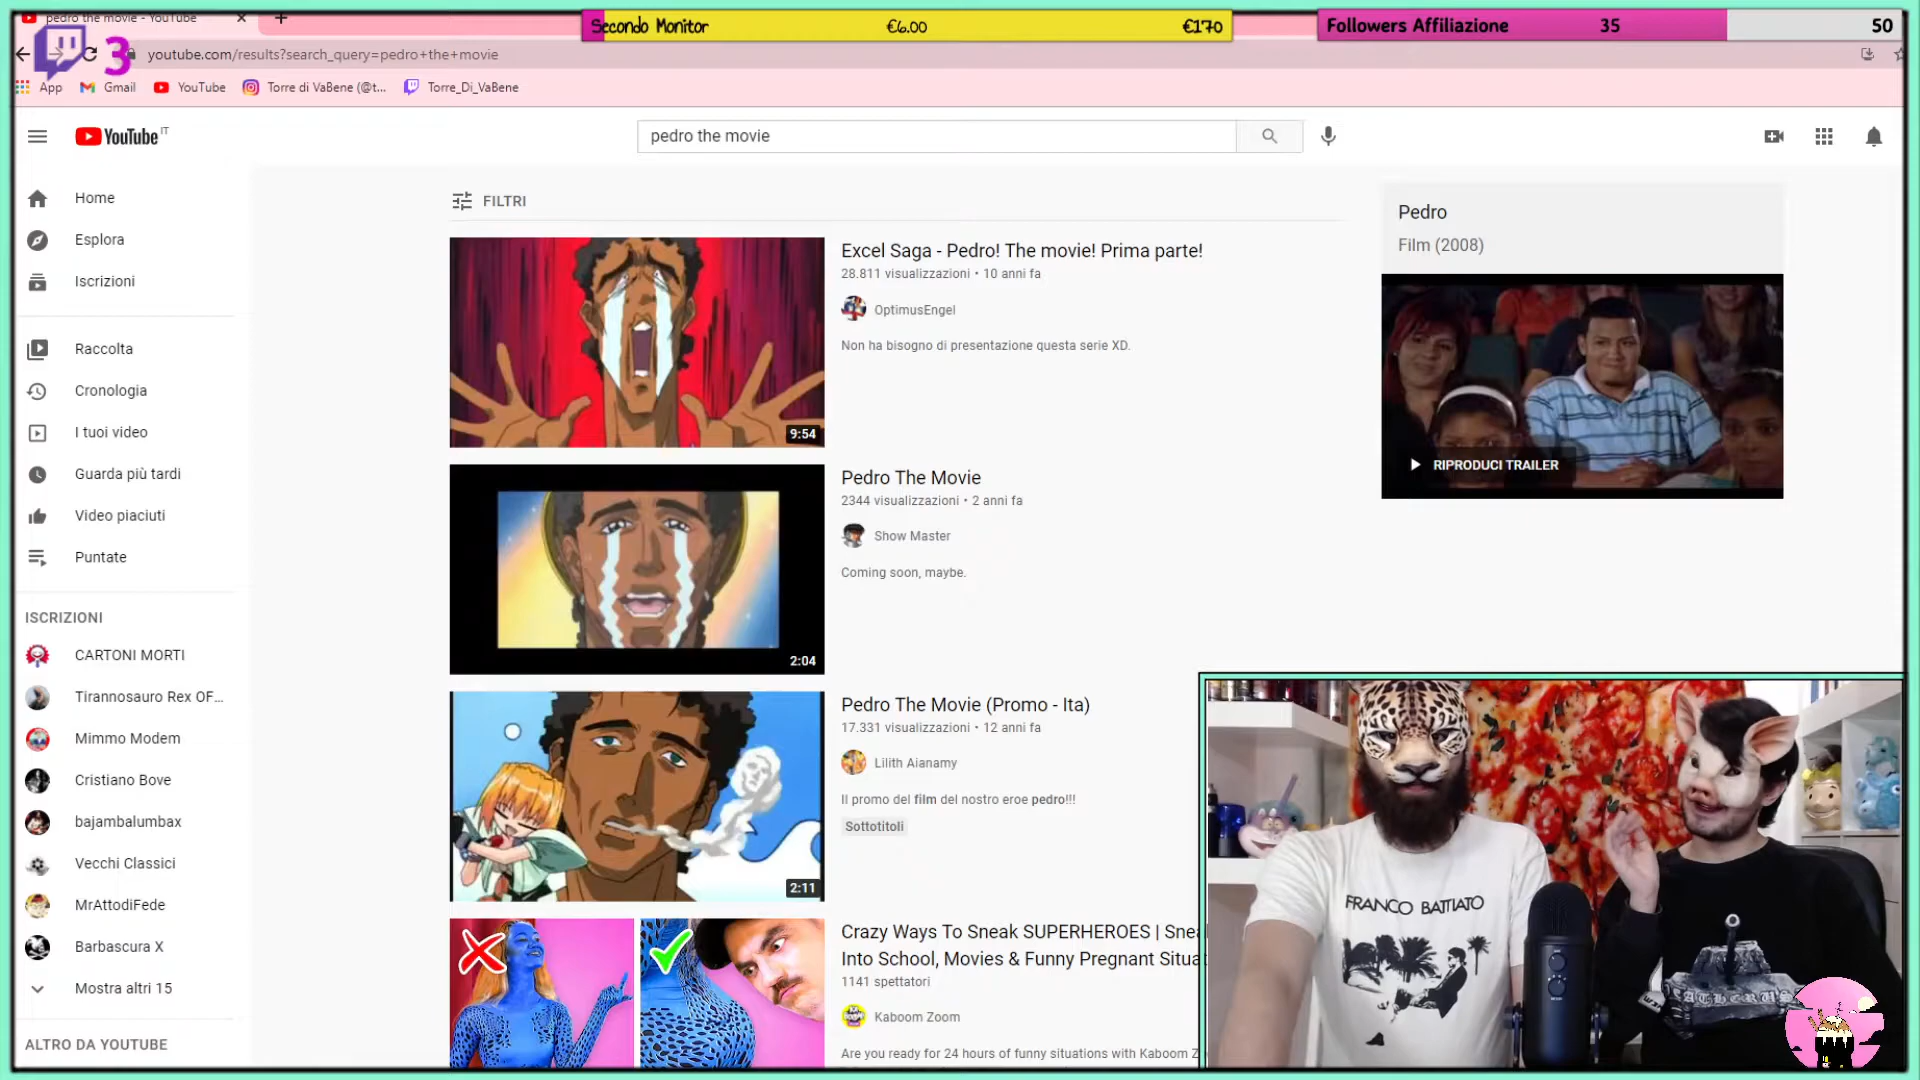 pedro the movie - YouTube
Secondo Monitor €6.00 €170
Followers Affiliazione 35 50
3
youtube.com/results?search_query=pedro+the+movie
App Gmail YouTube Torre di VaBene (@t... Torre_Di_VaBene
YouTube IT
pedro the movie
Home
Esplora
Iscrizioni
Raccolta
Cronologia
I tuoi video
Guarda più tardi
Video piaciuti
Puntate
ISCRIZIONI
CARTONI MORTI
Tirannosauro Rex OF...
Mimmo Modem
Cristiano Bove
bajambalumbax
Vecchi Classici
MrAttodiFede
Barbascura X
Mostra altri 15
ALTRO DA YOUTUBE
FILTRI
Excel Saga - Pedro! The movie! Prima parte!
28.811 visualizzazioni • 10 anni fa
OptimusEngel
Non ha bisogno di presentazione questa serie XD.
9:54
Pedro The Movie
2344 visualizzazioni • 2 anni fa
Show Master
Coming soon, maybe.
2:04
Pedro The Movie (Promo - Ita)
17.331 visualizzazioni • 12 anni fa
Lilith Aianamy
Il promo del film del nostro eroe pedro!!!
Sottotitoli
2:11
Crazy Ways To Sneak SUPERHEROES | Snea
Into School, Movies & Funny Pregnant Situa
1141 spettatori
Kaboom Zoom
Are you ready for 24 hours of funny situations with Kaboom Z
Pedro
Film (2008)
RIPRODUCI TRAILER
FRANCO BATTIATO